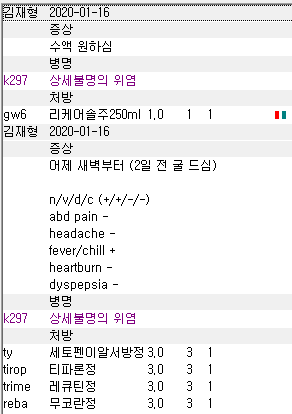 김재형 2020-01-16
증상
수액 원하심
병명
k297 상세불명의 위염
처방
gw6 리케어솔주250ml 1.0 1 1
김재형 2020-01-16
증상
어제 새벽부터 (2일 전 굴 드심)
n/v/d/c (+/+/-/-)
abd pain -
headache -
fever/chill +
heartburn -
dyspepsia -
병명
k297 상세불명의 위염
처방
ty 세토펜이알서방정 3.0 3 1
tirop 티파론정 3.0 3 1
trime 레큐틴정 3.0 3 1
reba 무코란정 3.0 3 1